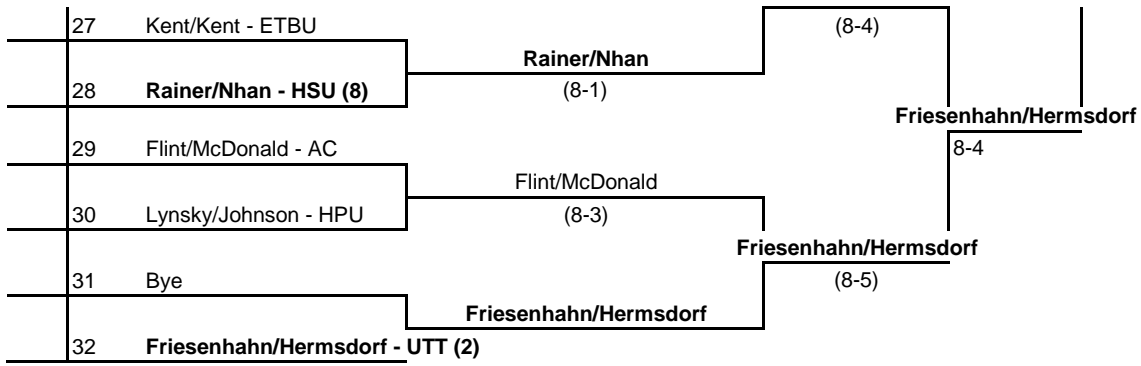 27 Kent/Kent - ETBU (8-4)
Rainer/Nhan
28 Rainer/Nhan - HSU (8) (8-1)
Friesenhahn/Hermsdorf
29 Flint/McDonald - AC 8-4
Flint/McDonald
30 Lynsky/Johnson - HPU (8-3)
Friesenhahn/Hermsdorf
31 Bye (8-5)
Friesenhahn/Hermsdorf
32 Friesenhahn/Hermsdorf - UTT (2)